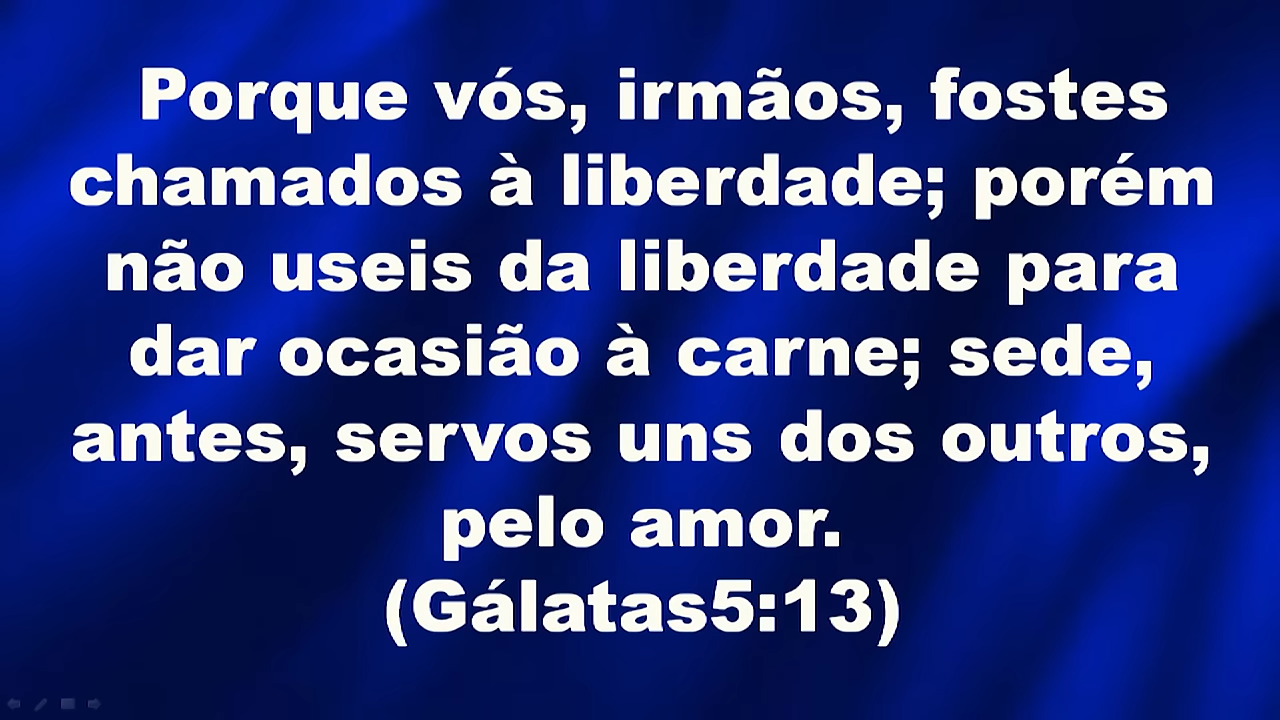 Porque vós, irmãos, fostes
chamados à liberdade; porém
não useis da liberdade para
dar ocasião à carne; sede,
antes, servos uns dos outros,
pelo amor.
(Gálatas5:13)